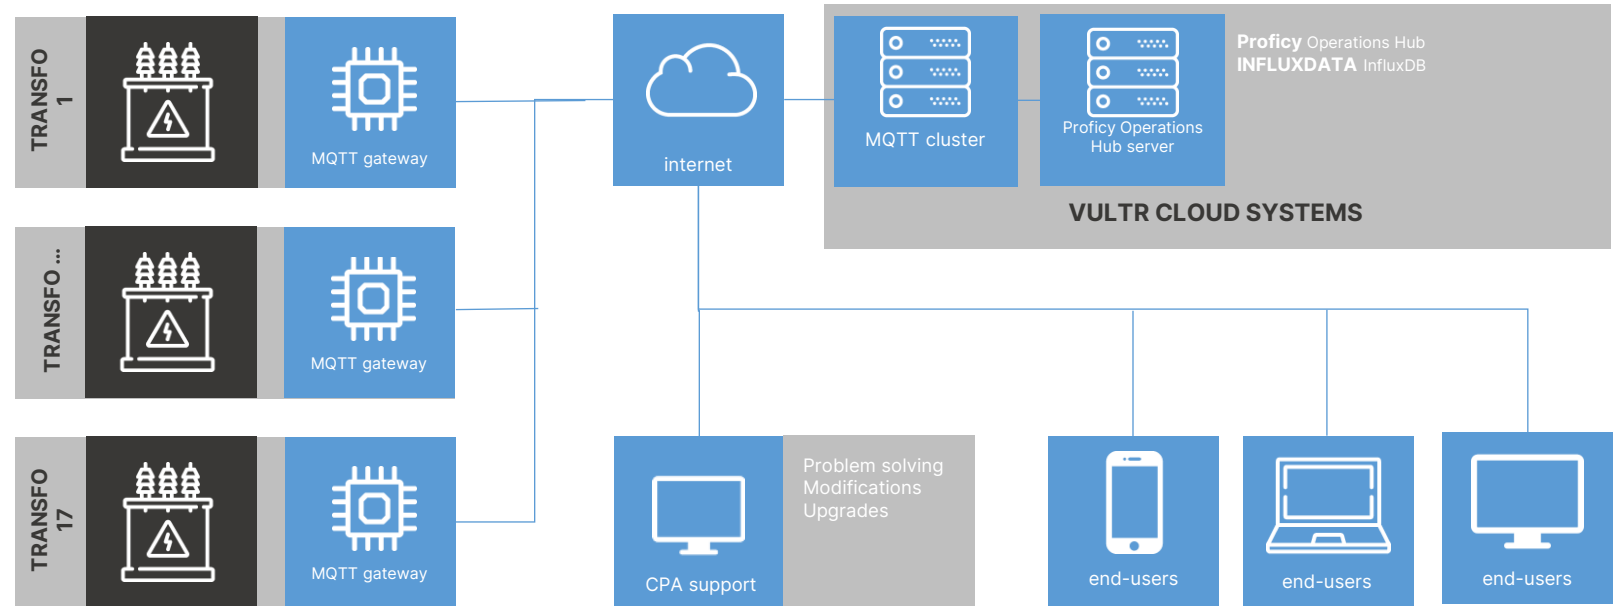 TRANSFO
1
MQTT gateway
internet
MQTT cluster
Proficy Operations
Hub server
Proficy Operations Hub
INFLUXDATA InfluxDB
VULTR CLOUD SYSTEMS
TRANSFO ...
MQTT gateway
TRANSFO
17
MQTT gateway
CPA support
Problem solving
Modifications
Upgrades
end-users
end-users
end-users